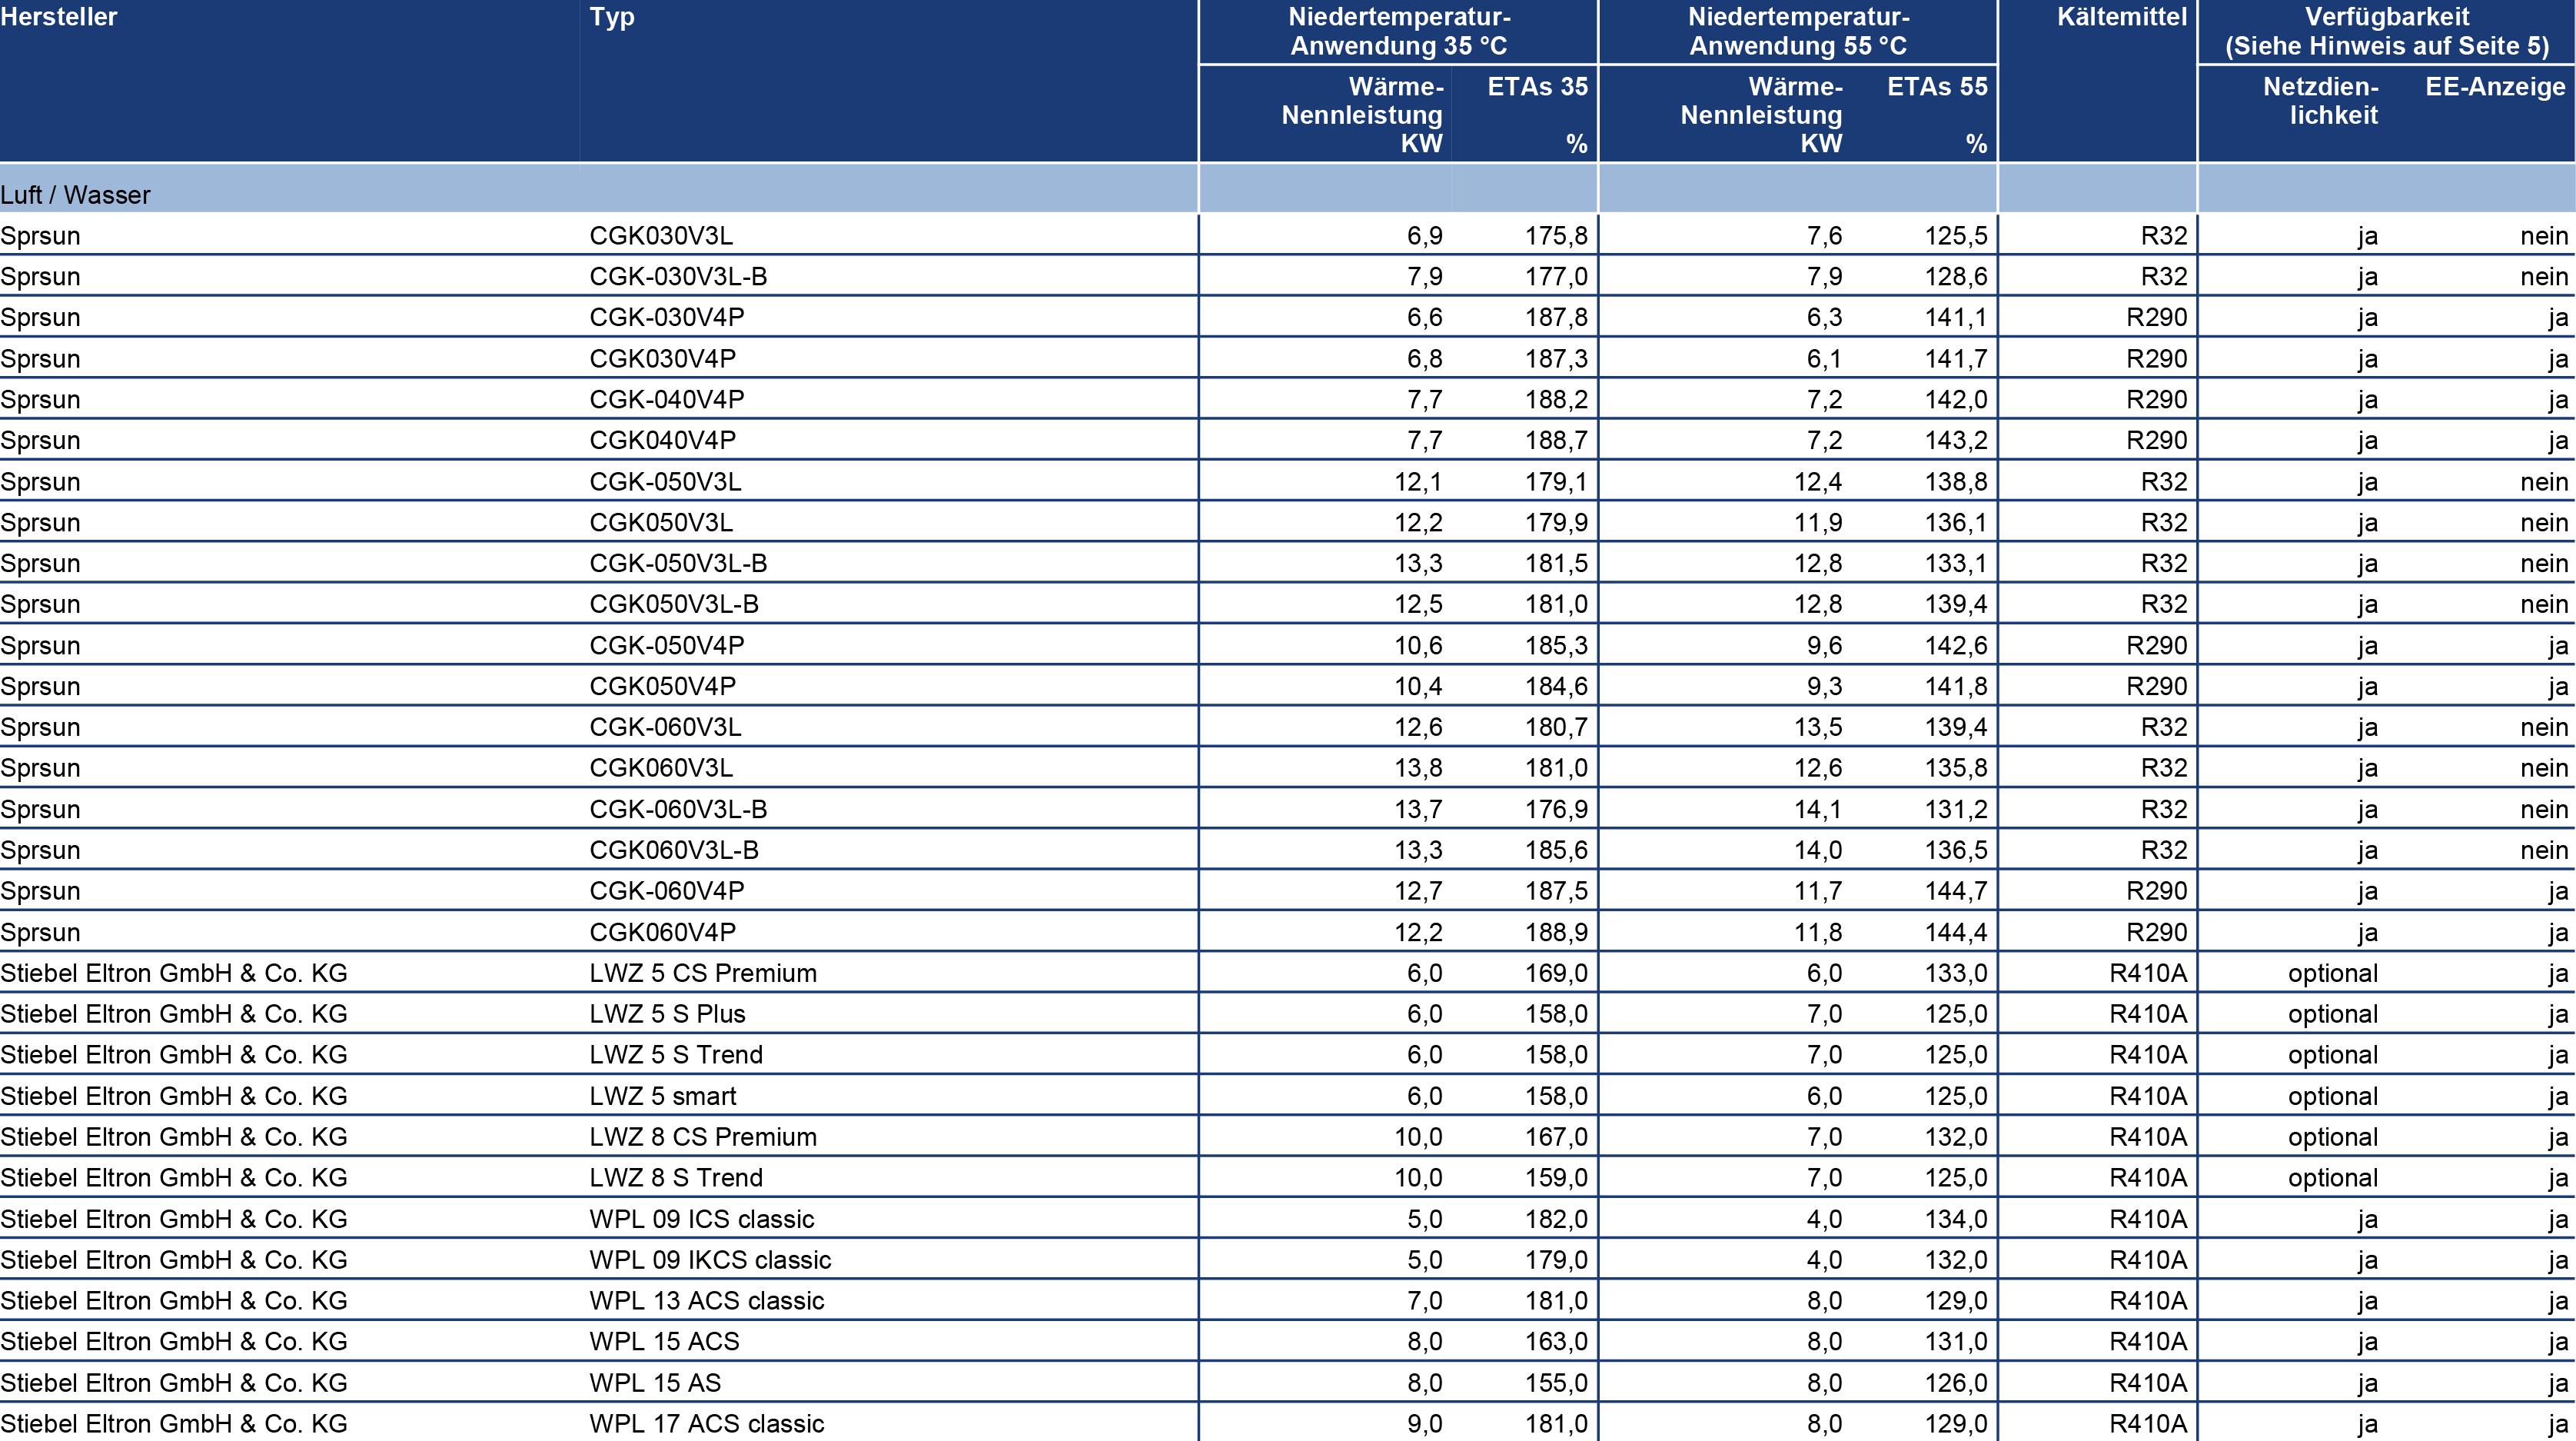 Hersteller Typ Niedertemperatur- Niedertemperatur- Kältemittel Verfügbarkeit
Anwendung 35 °C Anwendung 55 °C (Siehe Hinweis auf Seite 5)
Wärme- ETAs 35 Wärme- ETAs 55 Netzdien- EE-Anzeige
Nennleistung Nennleistung lichkeit
KW % KW %
Luft / Wasser
Sprsun CGK030V3L 6,9 175,8 7,6 125,5 R32 ja nein
Sprsun CGK-030V3L-B 7,9 177,0 7,9 128,6 R32 ja nein
Sprsun CGK-030V4P 6,6 187,8 6,3 141,1 R290 ja ja
Sprsun CGK030V4P 6,8 187,3 6,1 141,7 R290 ja ja
Sprsun CGK-040V4P 7,7 188,2 7,2 142,0 R290 ja ja
Sprsun CGK040V4P 7,7 188,7 7,2 143,2 R290 ja ja
Sprsun CGK-050V3L 12,1 179,1 12,4 138,8 R32 ja nein
Sprsun CGK050V3L 12,2 179,9 11,9 136,1 R32 ja nein
Sprsun CGK-050V3L-B 13,3 181,5 12,8 133,1 R32 ja nein
Sprsun CGK050V3L-B 12,5 181,0 12,8 139,4 R32 ja nein
Sprsun CGK-050V4P 10,6 185,3 9,6 142,6 R290 ja ja
Sprsun CGK050V4P 10,4 184,6 9,3 141,8 R290 ja ja
Sprsun CGK-060V3L 12,6 180,7 13,5 139,4 R32 ja nein
Sprsun CGK060V3L 13,8 181,0 12,6 135,8 R32 ja nein
Sprsun CGK-060V3L-B 13,7 176,9 14,1 131,2 R32 ja nein
Sprsun CGK060V3L-B 13,3 185,6 14,0 136,5 R32 ja nein
Sprsun CGK-060V4P 12,7 187,5 11,7 144,7 R290 ja ja
Sprsun CGK060V4P 12,2 188,9 11,8 144,4 R290 ja ja
Stiebel Eltron GmbH & Co. KG LWZ 5 CS Premium 6,0 169,0 6,0 133,0 R410A optional ja
Stiebel Eltron GmbH & Co. KG LWZ 5 S Plus 6,0 158,0 7,0 125,0 R410A optional ja
Stiebel Eltron GmbH & Co. KG LWZ 5 S Trend 6,0 158,0 7,0 125,0 R410A optional ja
Stiebel Eltron GmbH & Co. KG LWZ 5 smart 6,0 158,0 6,0 125,0 R410A optional ja
Stiebel Eltron GmbH & Co. KG LWZ 8 CS Premium 10,0 167,0 7,0 132,0 R410A optional ja
Stiebel Eltron GmbH & Co. KG LWZ 8 S Trend 10,0 159,0 7,0 125,0 R410A optional ja
Stiebel Eltron GmbH & Co. KG WPL 09 ICS classic 5,0 182,0 4,0 134,0 R410A ja ja
Stiebel Eltron GmbH & Co. KG WPL 09 IKCS classic 5,0 179,0 4,0 132,0 R410A ja ja
Stiebel Eltron GmbH & Co. KG WPL 13 ACS classic 7,0 181,0 8,0 129,0 R410A ja ja
Stiebel Eltron GmbH & Co. KG WPL 15 ACS 8,0 163,0 8,0 131,0 R410A ja ja
Stiebel Eltron GmbH & Co. KG WPL 15 AS 8,0 155,0 8,0 126,0 R410A ja ja
Stiebel Eltron GmbH & Co. KG WPL 17 ACS classic 9,0 181,0 8,0 129,0 R410A ja ja